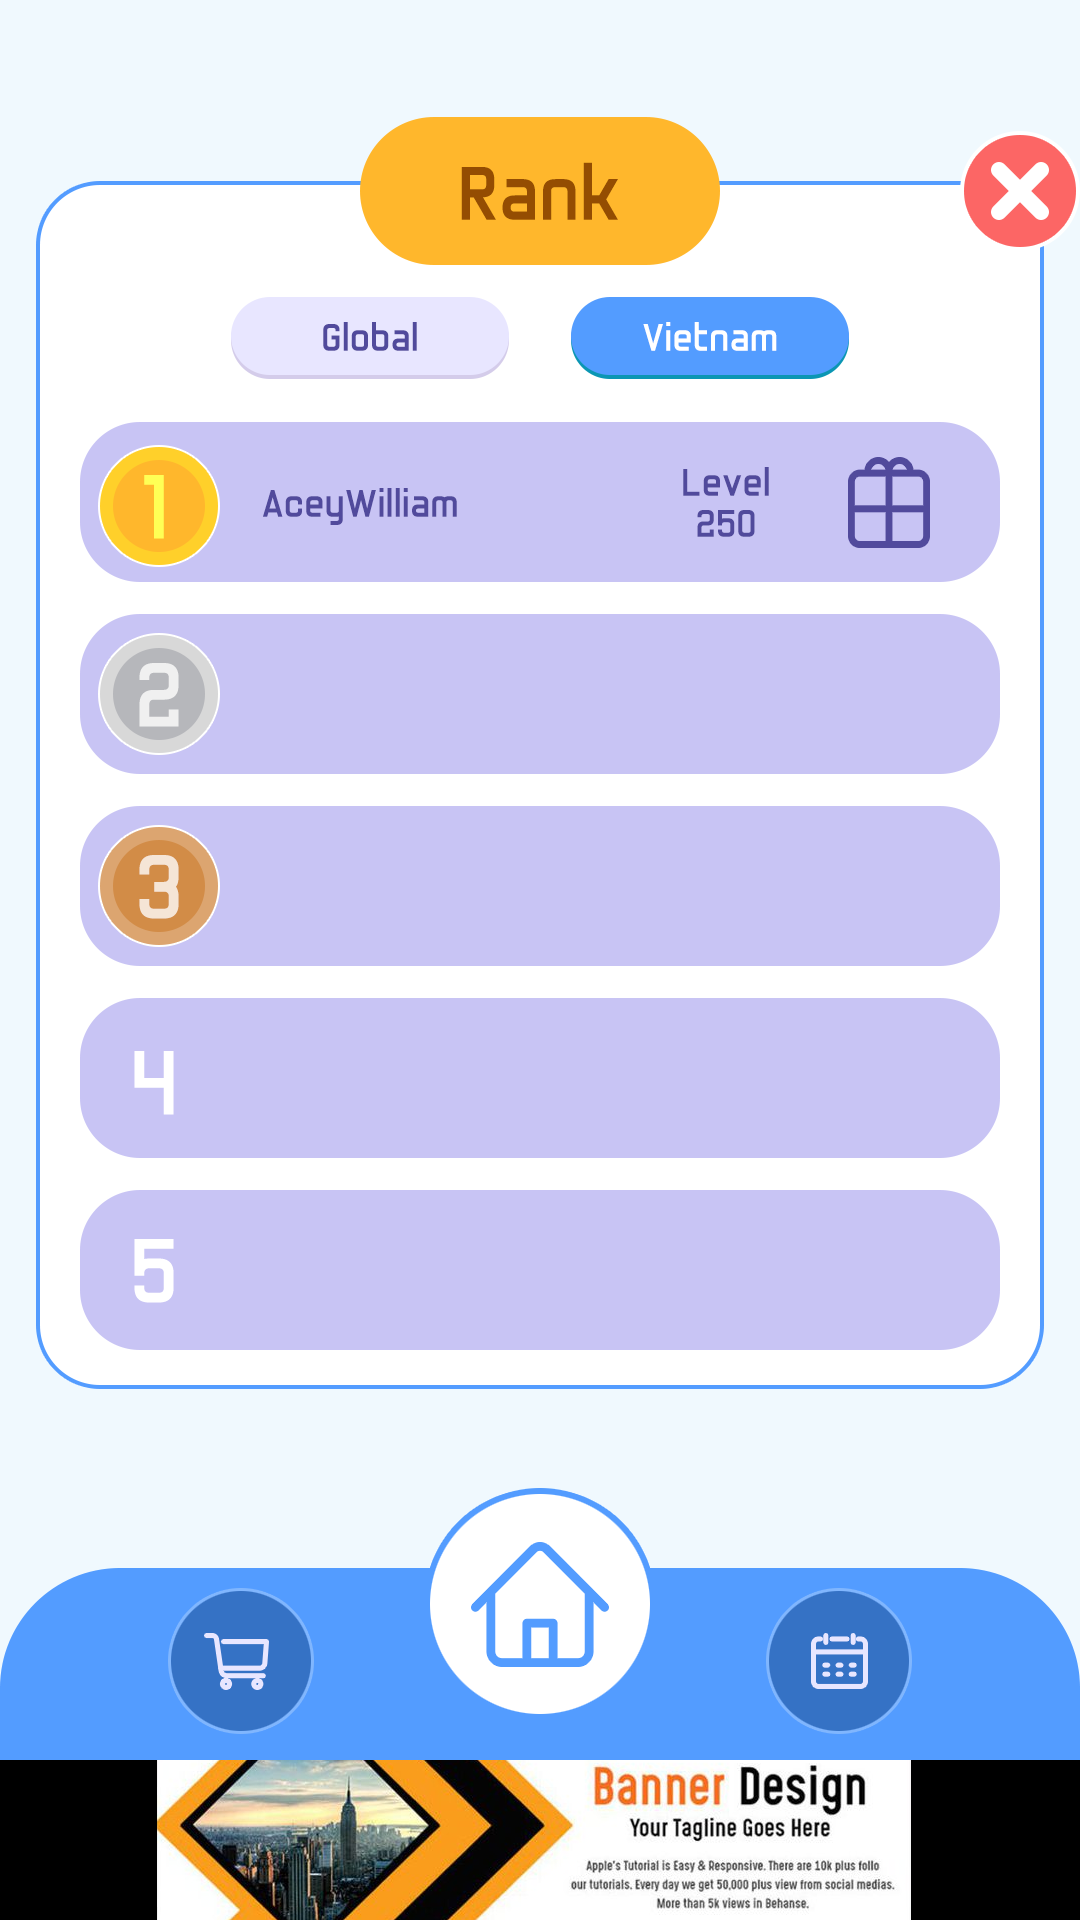 Rank
Global
Vietnam
1
AceyWilliam
Level
250
2
3
4
5
Banner Design
Your Tagline Goes Here
Apple's Tutorial is Easy & Responsive. There are 10k plus follo
our tutorials. Every day we get 50,000 plus view from social medias.
More than 5k views in Behanse.